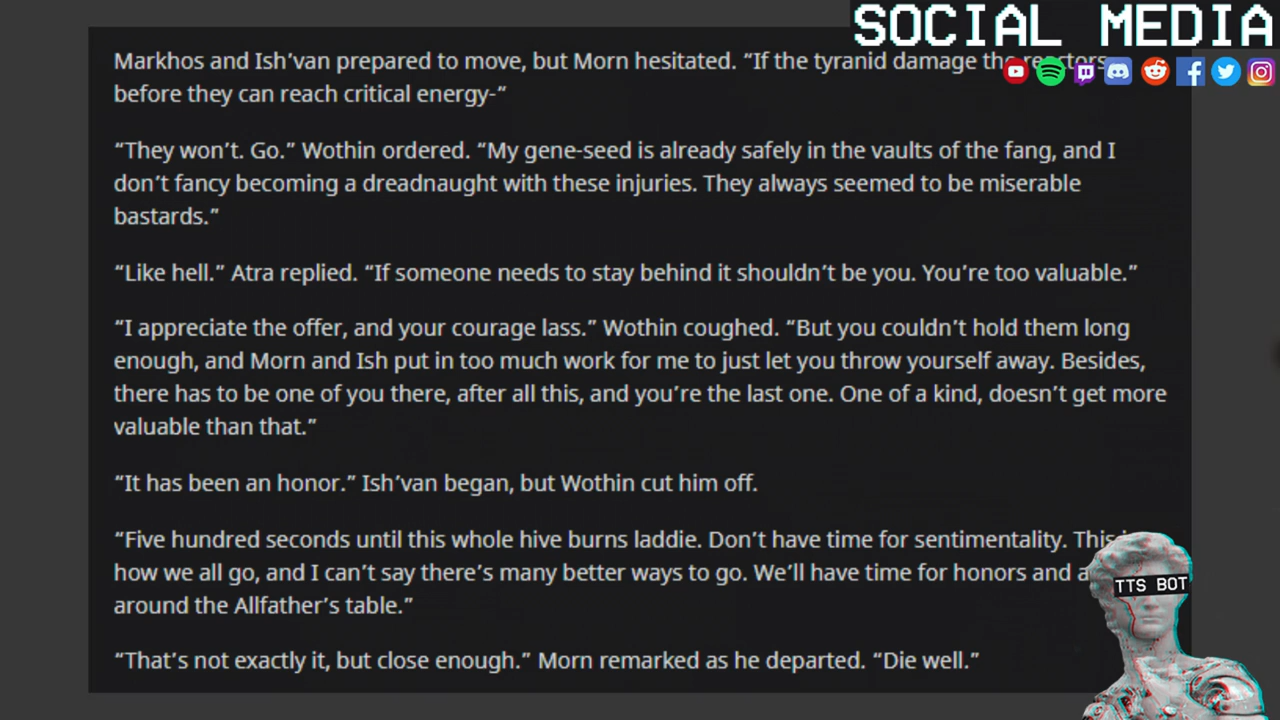 SOCIAL MEDIA
Markhos and Ish’van prepared to move, but Morn hesitated. “If the tyranid damage the reactors
before they can reach critical energy-“
“They won’t. Go.” Wothin ordered. “My gene-seed is already safely in the vaults of the fang, and I
don’t fancy becoming a dreadnaught with these injuries. They always seemed to be miserable
bastards.”
“Like hell.” Atra replied. “If someone needs to stay behind it shouldn’t be you. You’re too valuable.”
“I appreciate the offer, and your courage lass.” Wothin coughed. “But you couldn’t hold them long
enough, and Morn and Ish put in too much work for me to just let you throw yourself away. Besides,
there has to be one of you there, after all this, and you’re the last one. One of a kind, doesn’t get more
valuable than that.”
“It has been an honor.” Ish’van began, but Wothin cut him off.
“Five hundred seconds until this whole hive burns laddie. Don’t have time for sentimentality. This
how we all go, and I can’t say there’s many better ways to go. We’ll have time for honors and
around the Allfather’s table.”
“That’s not exactly it, but close enough.” Morn remarked as he departed. “Die well.”
TTS BOT